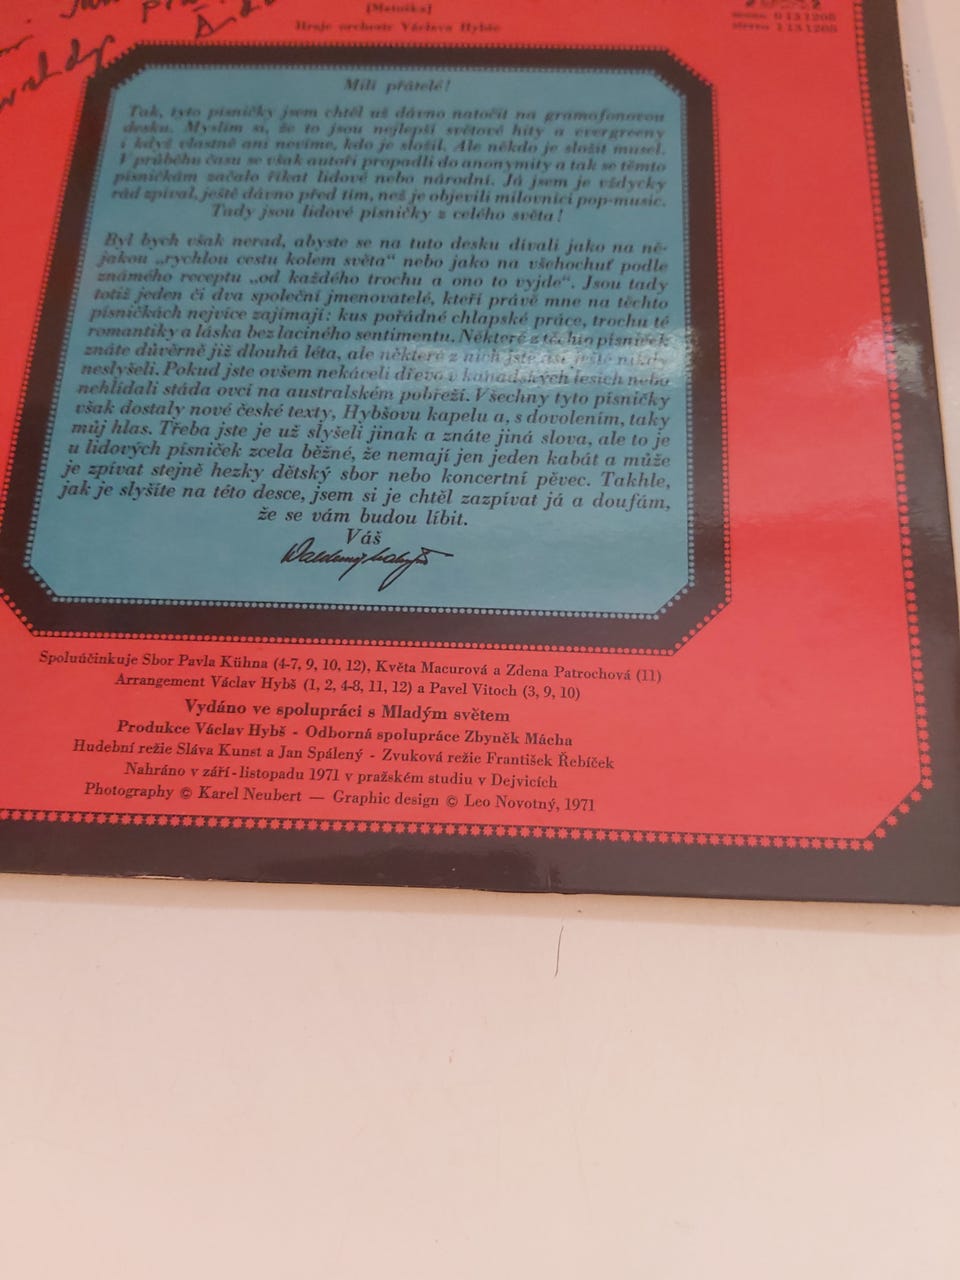 [Matuška]
Hraje orchestr Václava Hybše
mono 0 13 1208
stereo 1 13 1208
Milí přátelé!
Tak, tyto písničky jsem chtěl už dávno natočit na gramofonovou
desku. Myslím si, že to jsou nejlepší světové hity a evergreeny
i když vlastně ani nevíme, kdo je složil. Ale někdo je složit musel.
V průběhu času se však autoři propadli do anonymity a tak se těmto
písničkám začalo říkat lidové nebo národní. Já jsem je vždycky
rád zpíval, ještě dávno před tím, než je objevili milovníci pop-music.
Tady jsou lidové písničky z celého světa!
Byl bych však nerad, abyste se na tuto desku dívali jako na ně-
jakou „rychlou cestu kolem světa“ nebo jako na všehochuť podle
známého receptu „od každého trochu a ono to vyjde“. Jsou tady
totiž jeden či dva společní jmenovatelé, kteří právě mne na těchto
písničkách nejvíce zajímají: kus pořádné chlapské práce, trochu té
romantiky a láska bez laciného sentimentu. Některé z těchto písniček
znáte důvěrně již dlouhá léta, ale některé z nich jste asi ještě nikdy
neslyšeli. Pokud jste ovšem nekáceli dřevo v kanadských lesích nebo
nehlídali stáda ovcí na australském pobřeží. Všechny tyto písničky
však dostaly nové české texty, Hybšovu kapelu a, s dovolením, taky
můj hlas. Třeba jste je už slyšeli jinak a znáte jiná slova, ale to je
u lidových písniček zcela běžné, že nemají jen jeden kabát a může
je zpívat stejně hezky dětský sbor nebo koncertní pěvec. Takhle,
jak je slyšíte na této desce, jsem si je chtěl zazpívat já a doufám,
že se vám budou líbit.
Váš
Spoluúčinkuje Sbor Pavla Kühna (4-7, 9, 10, 12), Květa Macurová a Zdena Patrochová (11)
Arrangement Václav Hybš (1, 2, 4-8, 11, 12) a Pavel Vitoch (3, 9, 10)
Vydáno ve spolupráci s Mladým světem
Produkce Václav Hybš - Odborná spolupráce Zbyněk Mácha
Hudební režie Sláva Kunst a Jan Spálený - Zvuková režie František Řebíček
Nahráno v září-listopadu 1971 v pražském studiu v Dejvicích
Photography © Karel Neubert — Graphic design © Leo Novotný, 1971